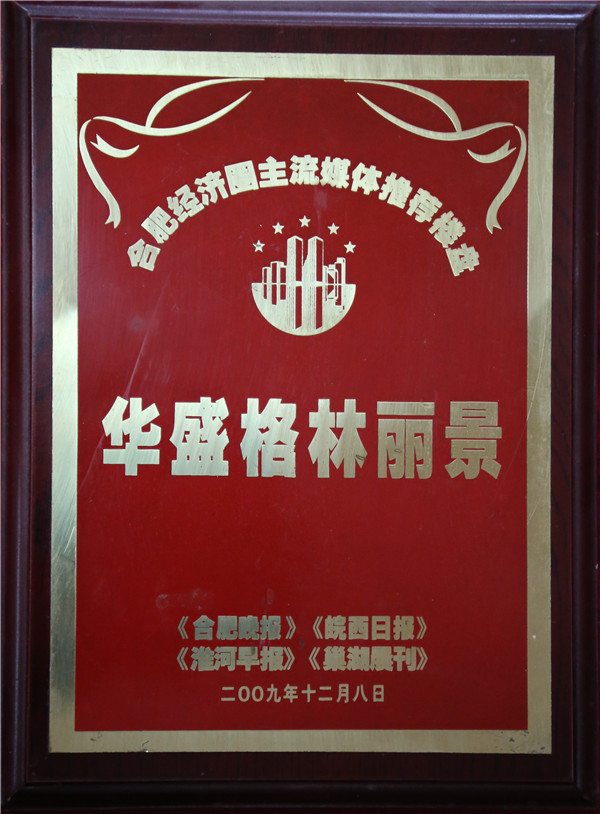 合肥经济圈主流媒体推荐楼盘
华盛格林丽景
《合肥晚报》《皖西日报》
《淮河早报》《巢湖晨刊》
二〇〇九年十二月八日